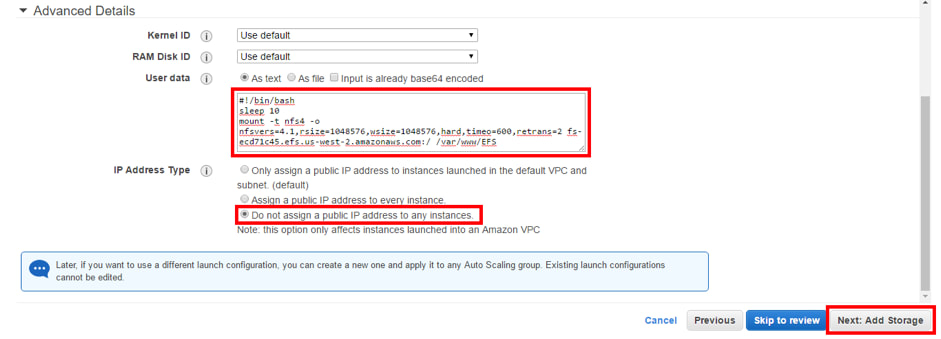 Advanced Details
Kernel ID Use default
RAM Disk ID Use default
User data As text As file Input is already base64 encoded
#!/bin/bash
sleep 10
mount -t nfs4 -o
nfsvers=4.1,rsize=1048576,wsize=1048576,hard,timeo=600,retrans=2 fs-
ecd71c45.efs.us-west-2.amazonaws.com:/ /var/www/EFS
IP Address Type Only assign a public IP address to instances launched in the default VPC and
subnet. (default)
Assign a public IP address to every instance.
Do not assign a public IP address to any instances.
Note: this option only affects instances launched into an Amazon VPC
Later, if you want to use a different launch configuration, you can create a new one and apply it to any Auto Scaling group. Existing launch configurations
cannot be edited.
Cancel Previous Skip to review Next: Add Storage